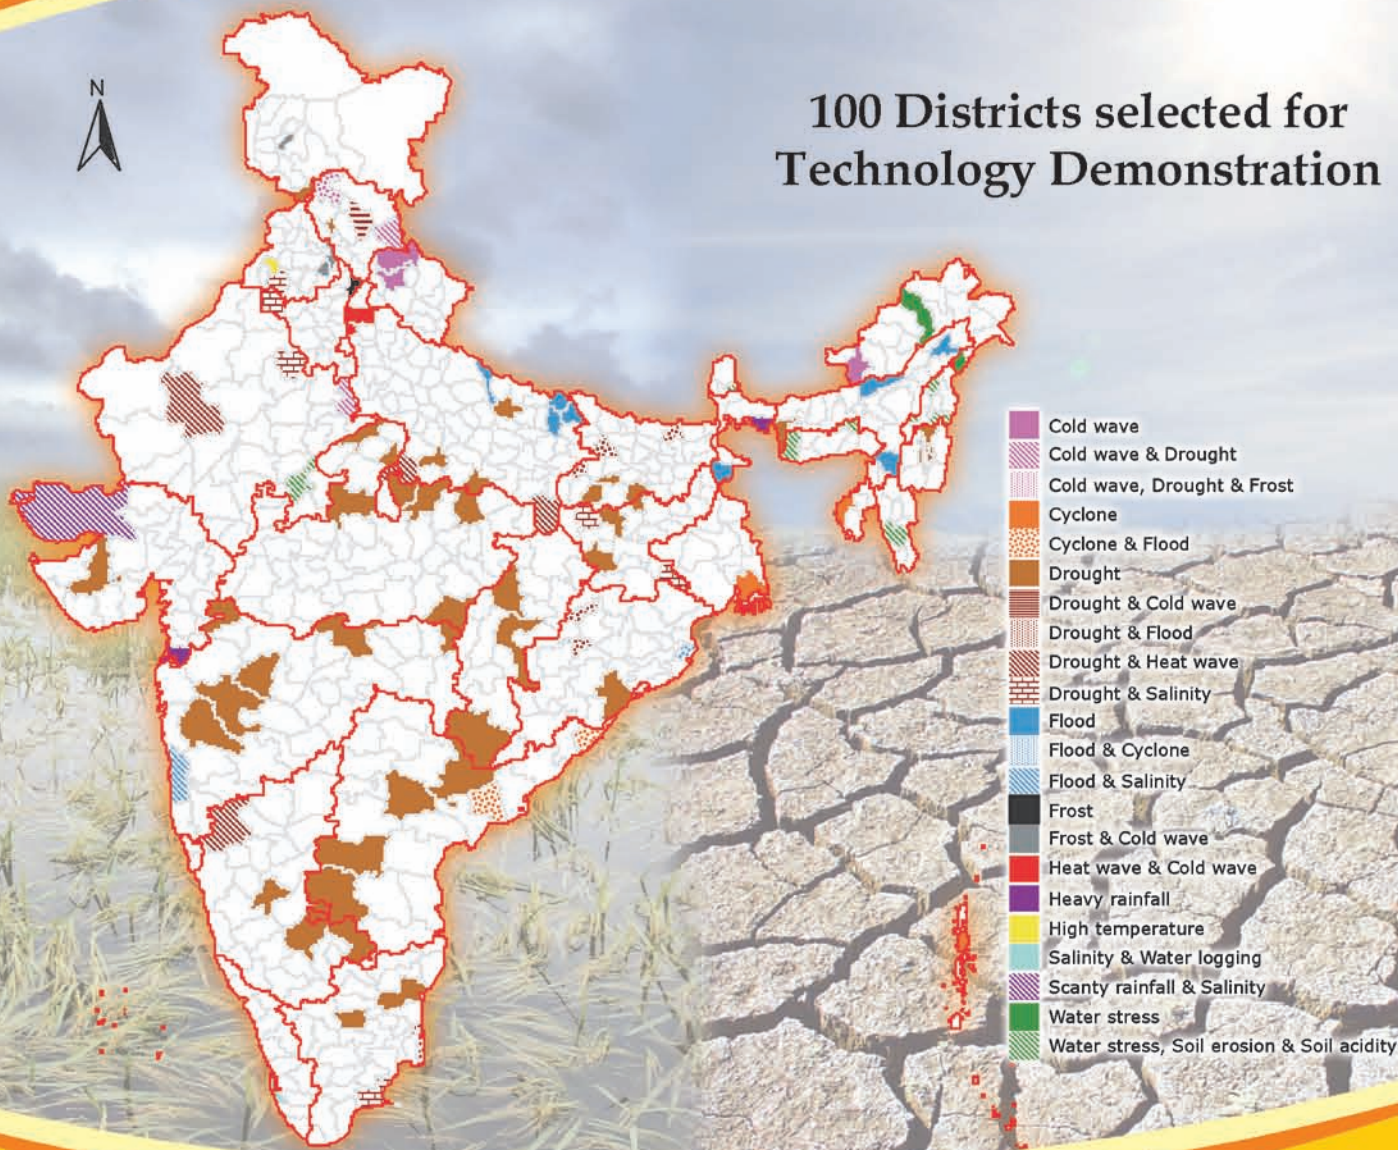 N
100 Districts selected for
Technology Demonstration
Cold wave
Cold wave & Drought
Cold wave, Drought & Frost
Cyclone
Cyclone & Flood
Drought
Drought & Cold wave
Drought & Flood
Drought & Heat wave
Drought & Salinity
Flood
Flood & Cyclone
Flood & Salinity
Frost
Frost & Cold wave
Heat wave & Cold wave
Heavy rainfall
High temperature
Salinity & Water logging
Scanty rainfall & Salinity
Water stress
Water stress, Soil erosion & Soil acidity